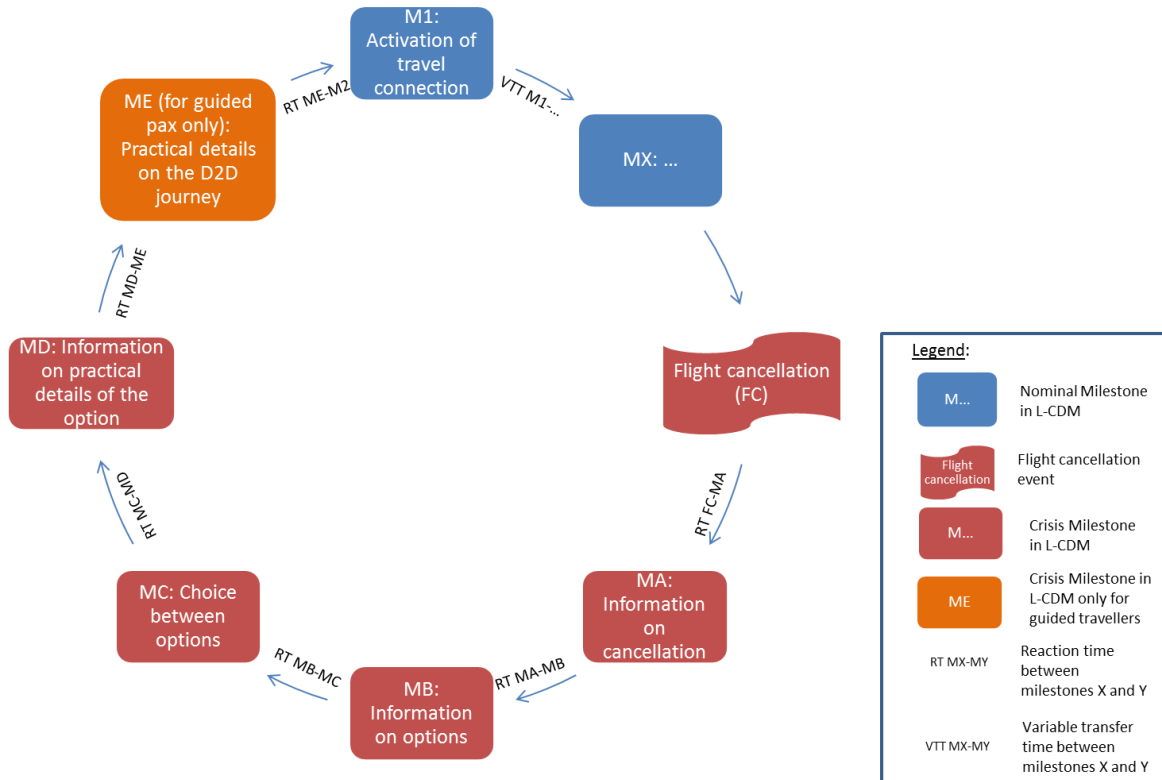 M1:
Activation of
travel
connection
VTT M1-...
MX: ...
Flight cancellation
(FC)
RT FC-MA
MA:
Information
on
cancellation
RT MA-MB
MB:
Information
on options
RT MB-MC
MC: Choice
between
options
RT MC-MD
MD: Information
on practical
details of the
option
RT MD-ME
ME (for guided
pax only):
Practical details
on the D2D
journey
RT ME-M2
Legend:
M...
Nominal Milestone
in L-CDM
Flight
cancellation
Flight cancellation
event
M...
Crisis Milestone
in L-CDM
ME
Crisis Milestone in
L-CDM only for
guided travellers
RT MX-MY
Reaction time
between
milestones X and Y
VTT MX-MY
Variable transfer
time between
milestones X and Y